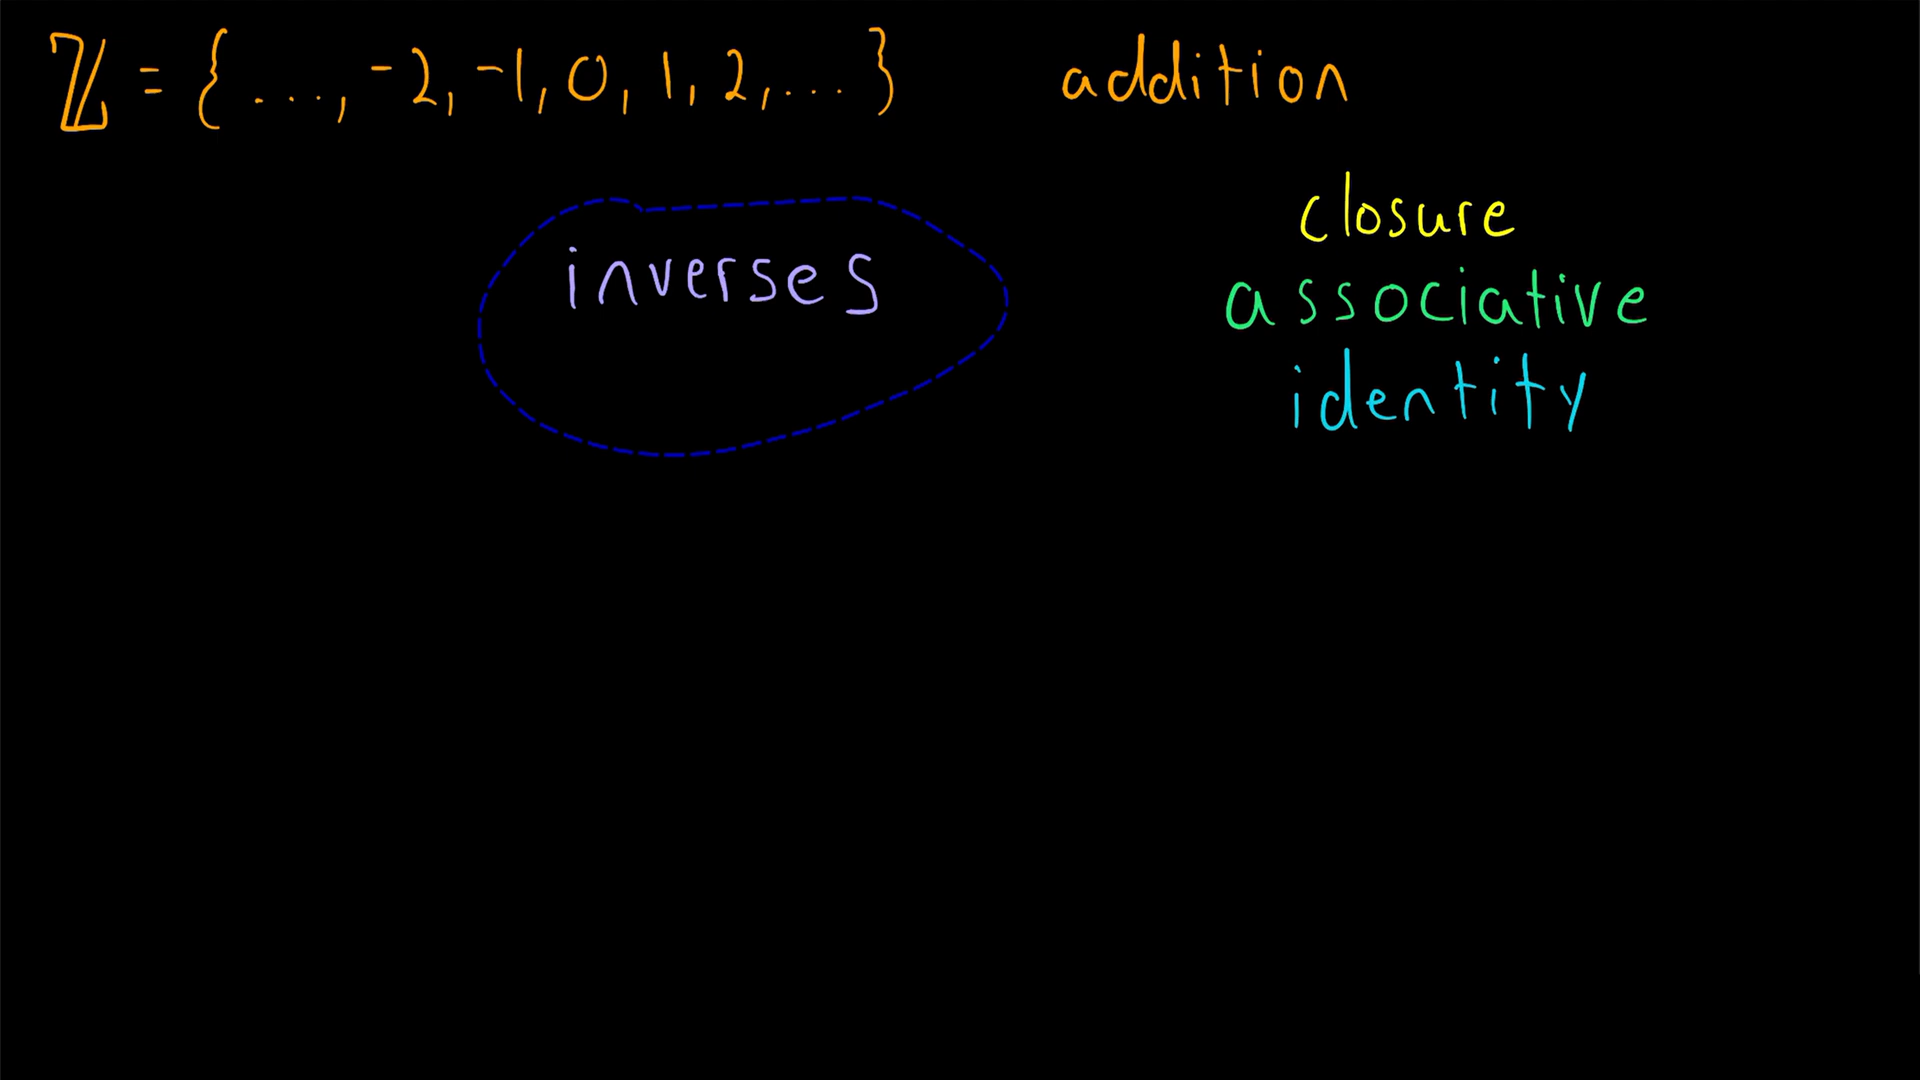 ℤ = {..., -2, -1, 0, 1, 2, ...} addition
inverses
closure
associative
identity